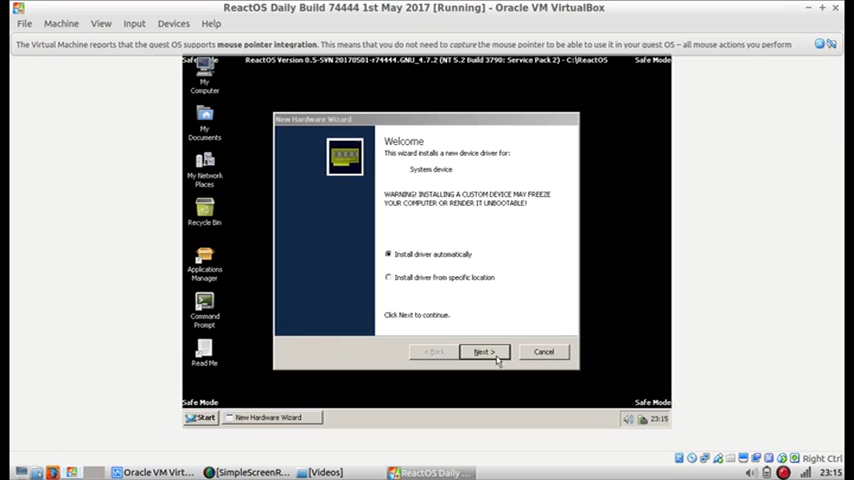 ReactOS Daily Build 74444 1st May 2017 [Running] - Oracle VM VirtualBox
File Machine View Input Devices Help
The Virtual Machine reports that the guest OS supports mouse pointer integration. This means that you do not need to capture the mouse pointer to be able to use it in your guest OS – all mouse actions you perform
Safe Mode ReactOS Version 0.5-SVN 20170501-r74444.GNU_4.7.2 (NT 5.2 Build 3790: Service Pack 2) - C:\ReactOS Safe Mode
My
Computer
My
Documents
My Network
Places
Recycle Bin
Applications
Manager
Command
Prompt
Read Me
New Hardware Wizard
Welcome
This wizard installs a new device driver for:
System device
WARNING! INSTALLING A CUSTOM DEVICE MAY FREEZE
YOUR COMPUTER OR RENDER IT UNBOOTABLE!
Install driver automatically
Install driver from specific location
Click Next to continue.
< Back Next > Cancel
Safe Mode Safe Mode
Start New Hardware Wizard 23:15
Right Ctrl
Oracle VM Virt... [SimpleScreenR... [Videos] ReactOS Daily ... 23:15